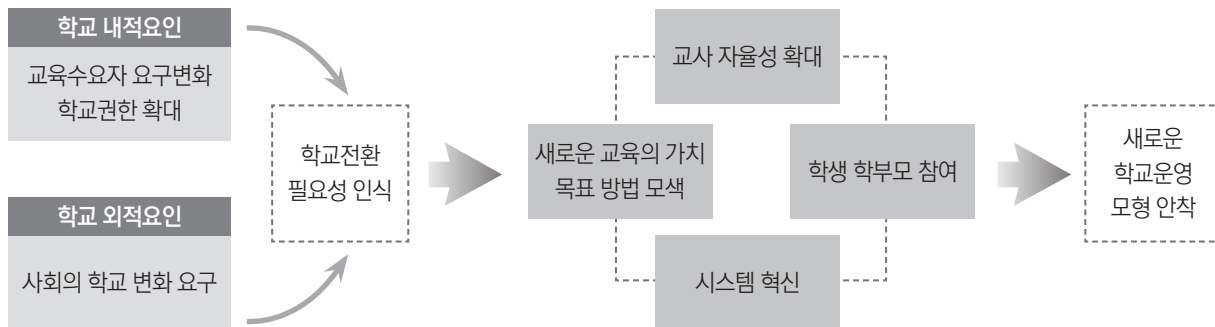 학교 내적요인
교육수요자 요구변화
학교권한 확대
학교 외적요인
사회의 학교 변화 요구
학교전환
필요성 인식
교사 자율성 확대
새로운 교육의 가치
목표 방법 모색
학생 학부모 참여
시스템 혁신
새로운
학교운영
모형 안착